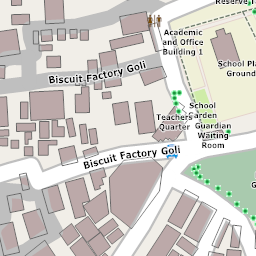 Reserve T
Academic
and Office
Building 1
Biscuit Factory Goli
School Pla
Ground
School
Garden
Teachers
Quarter
Guardian
Waiting
Room
Biscuit Factory Goli
G
G